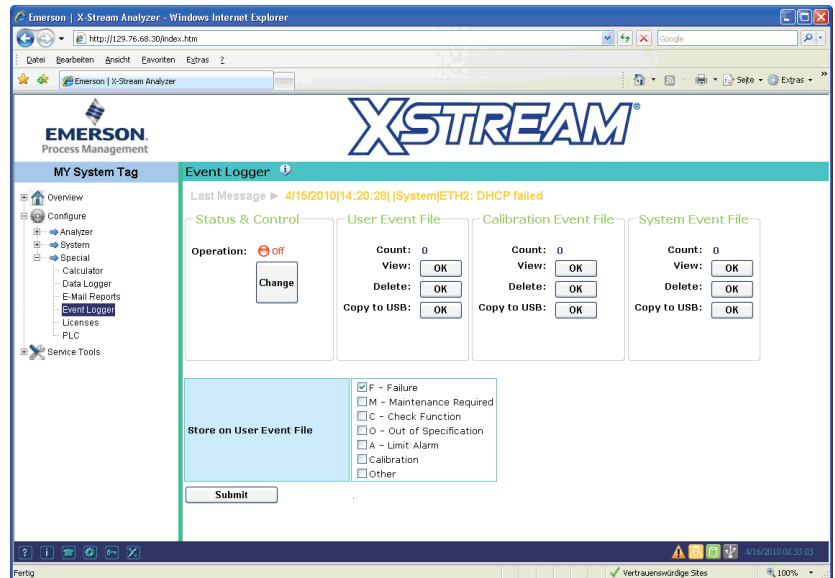 Emerson | X-Stream Analyzer - Windows Internet Explorer
http://129.76.68.30/index.htm
Google
Datei Bearbeiten Ansicht Favoriten Extras ?
Emerson | X-Stream Analyzer
Seite Extras »
EMERSON.
Process Management
XSTREAM®
MY System Tag
Event Logger
Overview
Configure
Analyzer
System
Special
Calculator
Data Logger
E-Mail Reports
Event Logger
Licenses
PLC
Service Tools
Last Message ► 4/15/2010|14:20:28| |System|ETH2: DHCP failed
Status & Control
Operation: Off
Change
User Event File
Count: 0
View: OK
Delete: OK
Copy to USB: OK
Calibration Event File
Count: 0
View: OK
Delete: OK
Copy to USB: OK
System Event File
Count: 0
View: OK
Delete: OK
Copy to USB: OK
Store on User Event File
F - Failure
M - Maintenance Required
C - Check Function
O - Out of Specification
A - Limit Alarm
Calibration
Other
Submit
.
? i X
4/16/2010 08:33:03
Fertig
Vertrauenswürdige Sites
100%